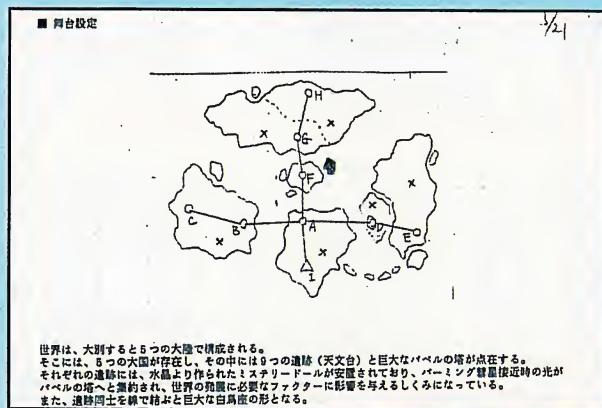 ■ 舞台設定
5/21
H
G
F
C
B
A
D
E
I
世界は、大別すると5つの大陸で構成される。
そこには、5つの大国が存在し、その中には9つの遺跡(天文台)と巨大なバベルの塔が点在する。
それぞれの遺跡には、水晶より作られたミステリードールが安置されており、バーミング彗星接近時の光が
バベルの塔へと集約され、世界の発展に必要なファクターに影響を与えるしくみになっている。
また、遺跡同士を線で結ぶと巨大な白鳥座の形となる。